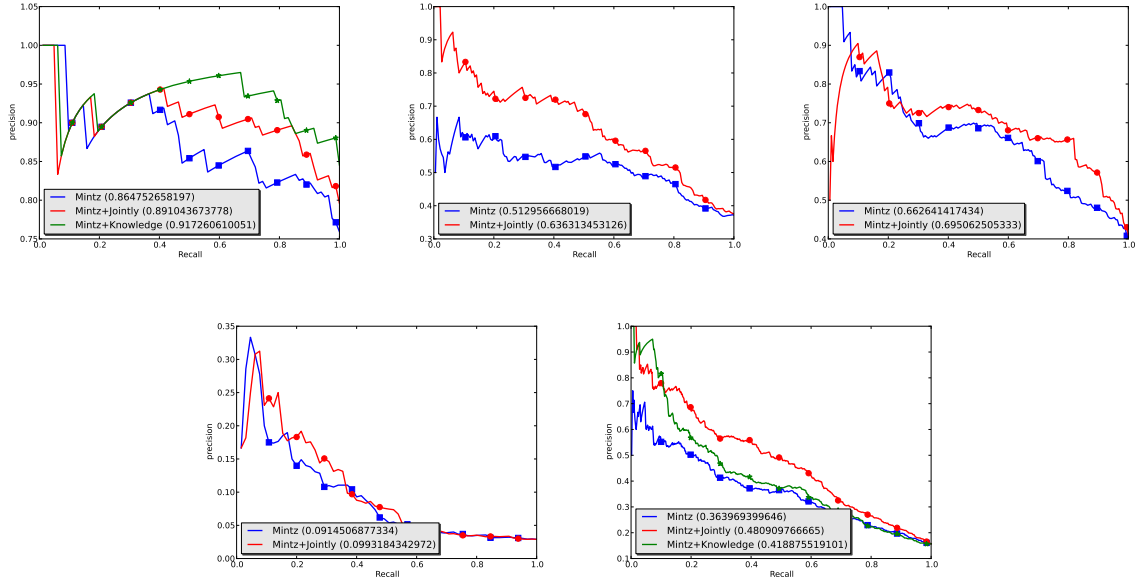 1.05
1.00
0.95
0.90
0.85
0.80
0.75
precision
Mintz (0.864752658197)
Mintz+Jointly (0.891043673778)
Mintz+Knowledge (0.917260610051)
0.0 0.2 0.4 0.6 0.8 1.0
Recall
1.0
0.9
0.8
0.7
0.6
0.5
0.4
0.3
precision
Mintz (0.512956668019)
Mintz+Jointly (0.636313453126)
0.0 0.2 0.4 0.6 0.8 1.0
Recall
1.0
0.9
0.8
0.7
0.6
0.5
0.4
precision
Mintz (0.662641417434)
Mintz+Jointly (0.695062505333)
0.0 0.2 0.4 0.6 0.8 1.0
Recall
0.35
0.30
0.25
0.20
0.15
0.10
0.05
0.00
precision
Mintz (0.0914506877334)
Mintz+Jointly (0.0993184342972)
0.0 0.2 0.4 0.6 0.8 1.0
Recall
1.0
0.9
0.8
0.7
0.6
0.5
0.4
0.3
0.2
0.1
precision
Mintz (0.363969399646)
Mintz+Jointly (0.480909766665)
Mintz+Knowledge (0.418875519101)
0.0 0.2 0.4 0.6 0.8 1.0
Recall